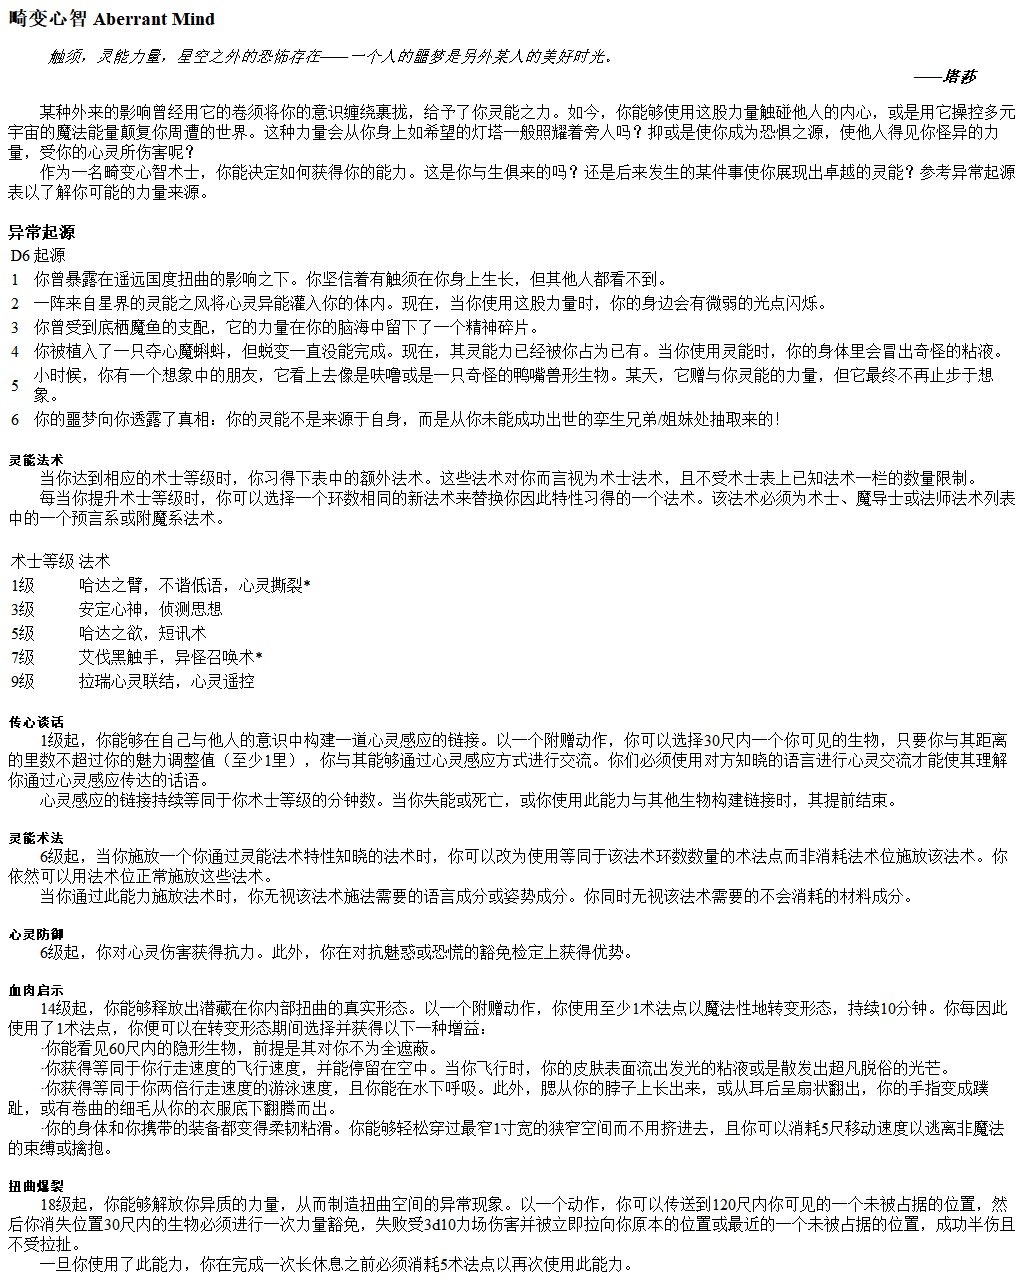 畸变心智 Aberrant Mind
触须，灵能力量，星空之外的恐怖存在——一个人的噩梦是另外某人的美好时光。
——塔莎
某种外来的影响曾经用它的卷须将你的意识缠绕裹扰，给予了你灵能之力。如今，你能够使用这股力量触碰他人的内心，或是用它操控多元
宇宙的魔法能量颠复你周遭的世界。这种力量会从你身上如希望的灯塔一般照耀着旁人吗？抑或是使你成为恐惧之源，使他人得见你怪异的力
量，受你的心灵所伤害呢？
作为一名畸变心智术士，你能决定如何获得你的能力。这是你与生俱来的吗？还是后来发生的某件事使你展现出卓越的灵能？参考异常起源
表以了解你可能的力量来源。
异常起源
D6 起源
1 你曾暴露在遥远国度扭曲的影响之下。你坚信着有触须在你身上生长，但其他人都看不到。
2 一阵来自星界的灵能之风将心灵异能灌入你的体内。现在，当你使用这股力量时，你的身边会有微弱的光点闪烁。
3 你曾受到底栖魔鱼的支配，它的力量在你的脑海中留下了一个精神碎片。
4 你被植入了一只夺心魔蝌蚪，但蜕变一直没能完成。现在，其灵能力已经被你占为已有。当你使用灵能时，你的身体里会冒出奇怪的粘液。
5 小时候，你有一个想象中的朋友，它看上去像是呋噜或是一只奇怪的鸭嘴兽形生物。某天，它赠与你灵能的力量，但它最终不再止步于想
象。
6 你的噩梦向你透露了真相：你的灵能不是来源于自身，而是从你未能成功出世的孪生兄弟/姐妹处抽取来的！
灵能法术
当你达到相应的术士等级时，你习得下表中的额外法术。这些法术对你而言视为术士法术，且不受术士表上已知法术一栏的数量限制。
每当你提升术士等级时，你可以选择一个环数相同的新法术来替换你因此特性习得的一个法术。该法术必须为术士、魔导士或法师法术列表
中的一个预言系或附魔系法术。
术士等级 法术
1级 哈达之臂，不谐低语，心灵撕裂*
3级 安定心神，侦测思想
5级 哈达之欲，短讯术
7级 艾伐黑触手，异怪召唤术*
9级 拉瑞心灵联结，心灵遥控
传心谈话
1级起，你能够在自己与他人的意识中构建一道心灵感应的链接。以一个附赠动作，你可以选择30尺内一个你可见的生物，只要你与其距离
的里数不超过你的魅力调整值（至少1里），你与其能够通过心灵感应方式进行交流。你们必须使用对方知晓的语言进行心灵交流才能使其理解
你通过心灵感应传达的话语。
心灵感应的链接持续等同于你术士等级的分钟数。当你失能或死亡，或你使用此能力与其他生物构建链接时，其提前结束。
灵能术法
6级起，当你施放一个你通过灵能法术特性知晓的法术时，你可以改为使用等同于该法术环数数量的术法点而非消耗法术位施放该法术。你
依然可以用法术位正常施放这些法术。
当你通过此能力施放法术时，你无视该法术施法需要的语言成分或姿势成分。你同时无视该法术需要的不会消耗的材料成分。
心灵防御
6级起，你对心灵伤害获得抗力。此外，你在对抗魅惑或恐慌的豁免检定上获得优势。
血肉启示
14级起，你能够释放出潜藏在你内部扭曲的真实形态。以一个附赠动作，你使用至少1术法点以魔法性地转变形态，持续10分钟。你每因此
使用了1术法点，你便可以在转变形态期间选择并获得以下一种增益：
·你能看见60尺内的隐形生物，前提是其对你不为全遮蔽。
·你获得等同于你行走速度的飞行速度，并能停留在空中。当你飞行时，你的皮肤表面流出发光的粘液或是散发出超凡脱俗的光芒。
·你获得等同于你两倍行走速度的游泳速度，且你能在水下呼吸。此外，腮从你的脖子上长出来，或从耳后呈扇状翻出，你的手指变成蹼
趾，或有卷曲的细毛从你的衣服底下翻腾而出。
·你的身体和你携带的装备都变得柔韧粘滑。你能够轻松穿过最窄1寸宽的狭窄空间而不用挤进去，且你可以消耗5尺移动速度以逃离非魔法
的束缚或擒抱。
扭曲爆裂
18级起，你能够解放你异质的力量，从而制造扭曲空间的异常现象。以一个动作，你可以传送到120尺内你可见的一个未被占据的位置，然
后你消失位置30尺内的生物必须进行一次力量豁免，失败受3d10力场伤害并被立即拉向你原本的位置或最近的一个未被占据的位置，成功半伤且
不受拉扯。
一旦你使用了此能力，你在完成一次长休息之前必须消耗5术法点以再次使用此能力。